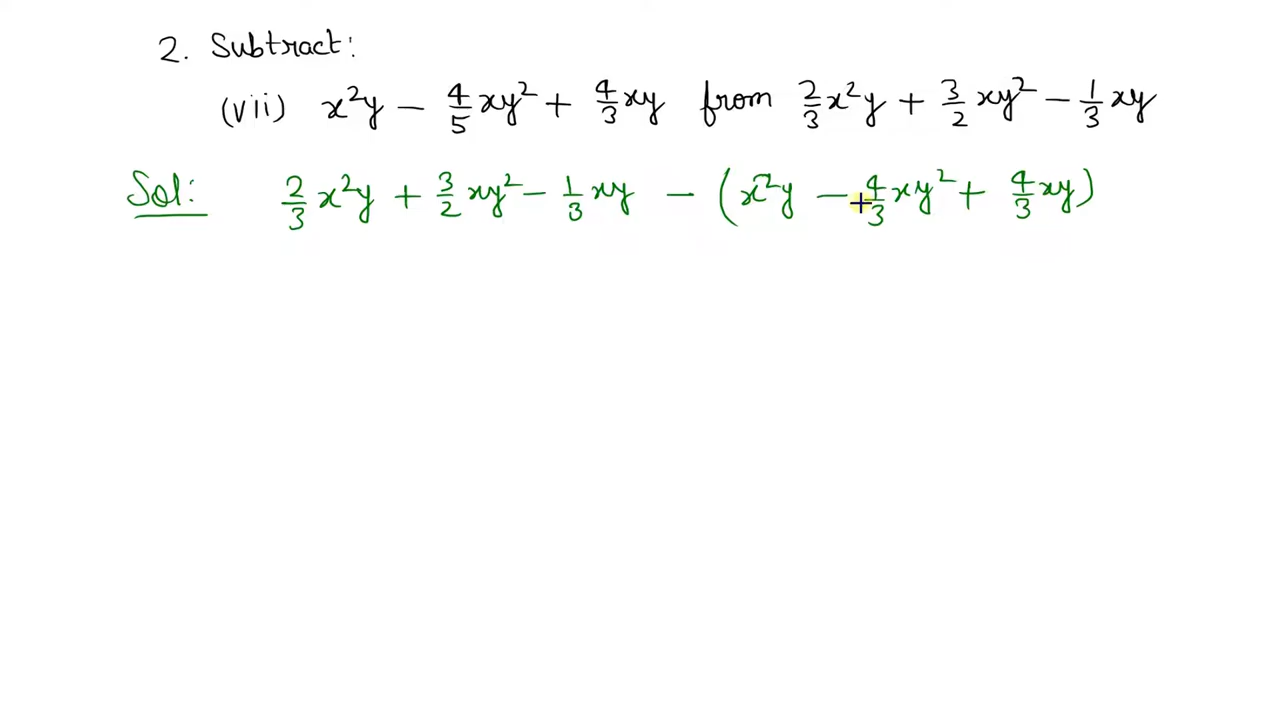 2. Subtract:
(vii) x²y − 4/5 xy² + 4/3 xy from 2/3 x²y + 3/2 xy² − 1/3 xy
Sol: 2/3 x²y + 3/2 xy² − 1/3 xy − (x²y − 4/3 xy² + 4/3 xy)